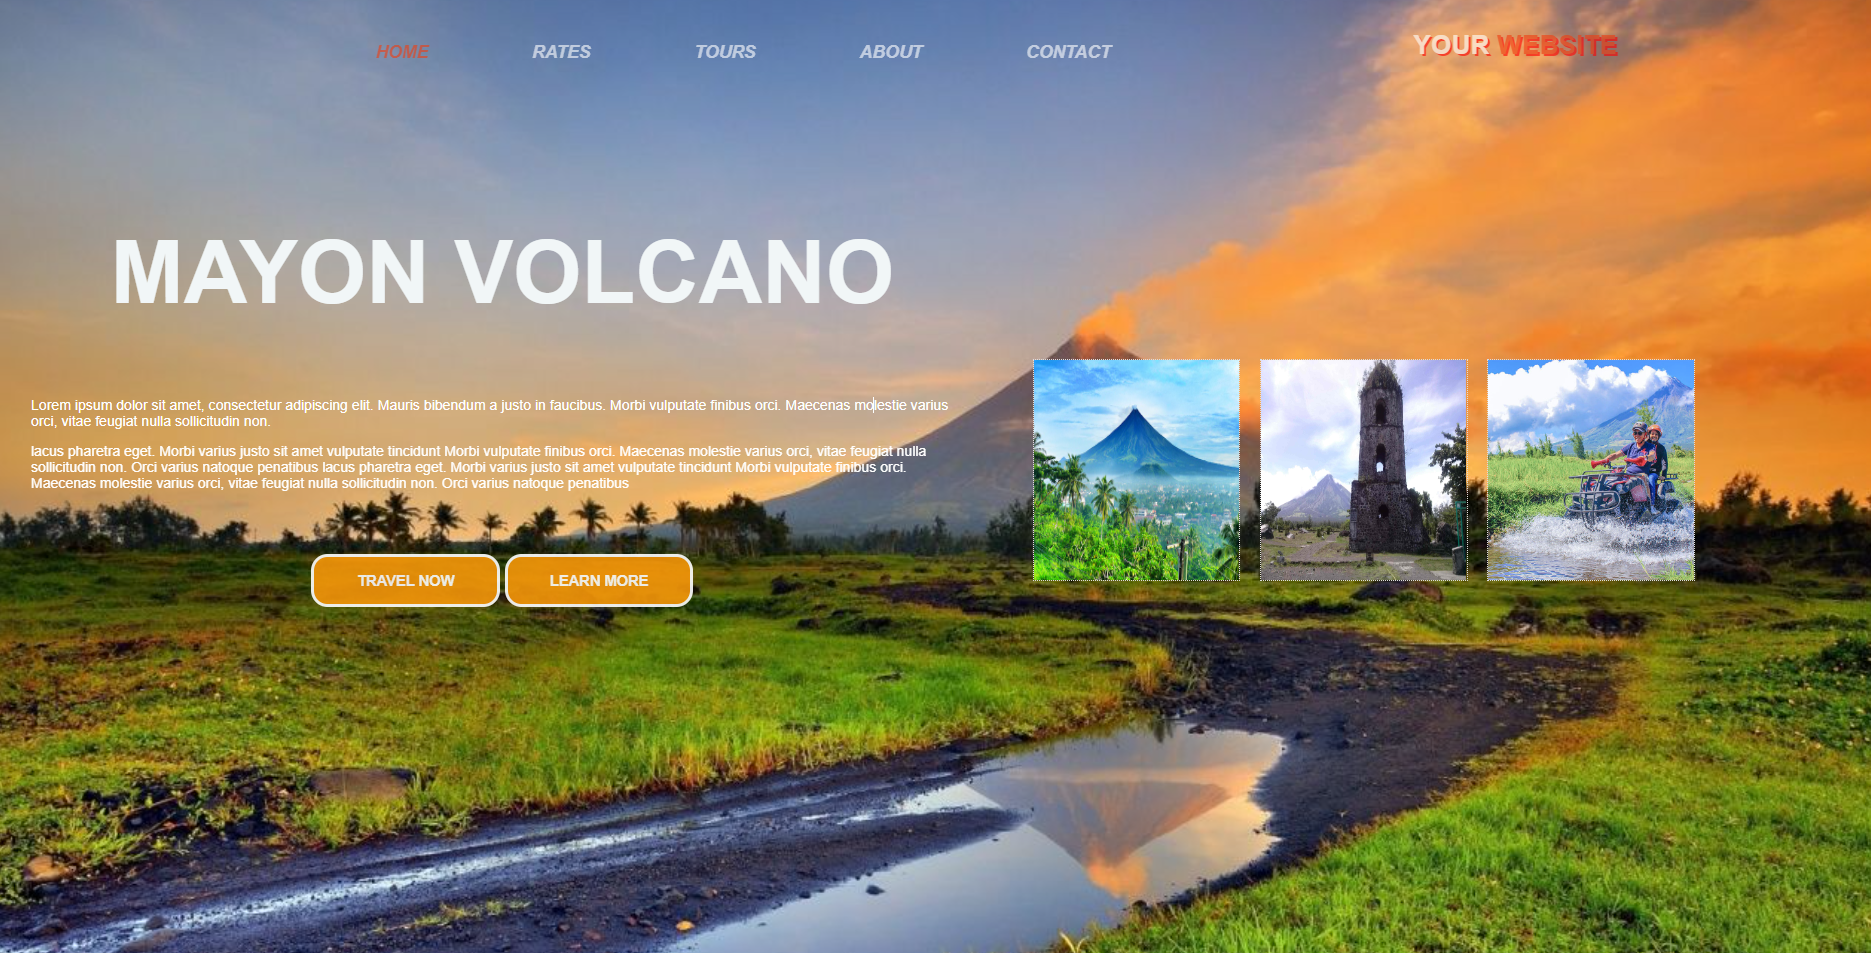 HOME RATES TOURS ABOUT CONTACT YOUR WEBSITE
MAYON VOLCANO
Lorem ipsum dolor sit amet, consectetur adipiscing elit. Mauris bibendum a justo in faucibus. Morbi vulputate finibus orci. Maecenas molestie varius
orci, vitae feugiat nulla sollicitudin non.
lacus pharetra eget. Morbi varius justo sit amet vulputate tincidunt Morbi vulputate finibus orci. Maecenas molestie varius orci, vitae feugiat nulla
sollicitudin non. Orci varius natoque penatibus lacus pharetra eget. Morbi varius justo sit amet vulputate tincidunt Morbi vulputate finibus orci.
Maecenas molestie varius orci, vitae feugiat nulla sollicitudin non. Orci varius natoque penatibus
TRAVEL NOW LEARN MORE